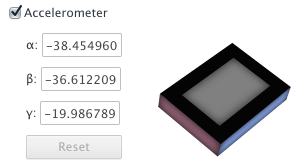 Accelerometer
α: -38.454960
β: -36.612209
γ: -19.986789
Reset